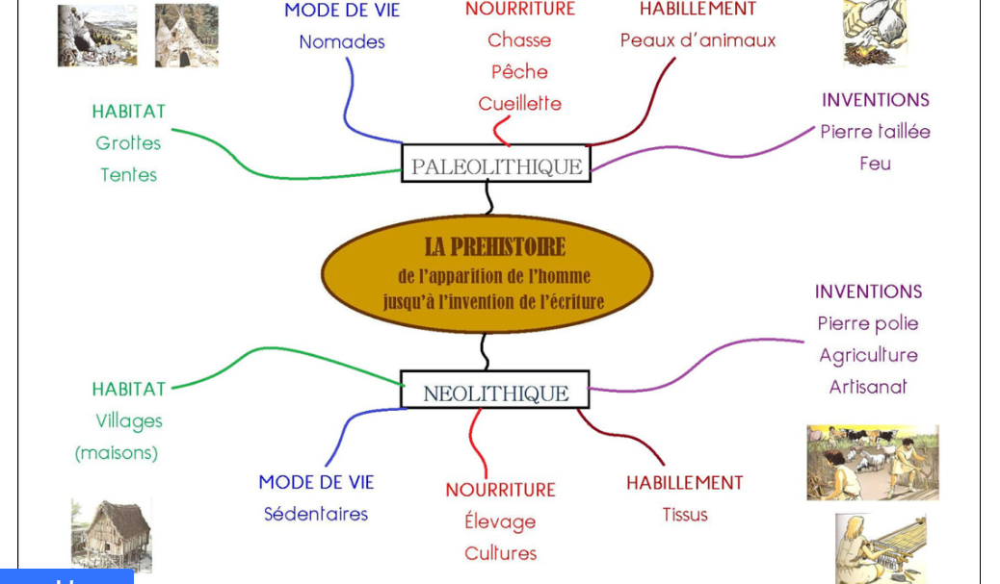 MODE DE VIE
Nomades
NOURRITURE
Chasse
Pêche
Cueillette
HABILLEMENT
Peaux d'animaux
HABITAT
Grottes
Tentes
INVENTIONS
Pierre taillée
Feu
PALEOLITHIQUE
LA PREHISTOIRE
de l'apparition de l'homme
jusqu'à l'invention de l'écriture
NEOLITHIQUE
INVENTIONS
Pierre polie
Agriculture
Artisanat
HABITAT
Villages
(maisons)
MODE DE VIE
Sédentaires
NOURRITURE
Élevage
Cultures
HABILLEMENT
Tissus